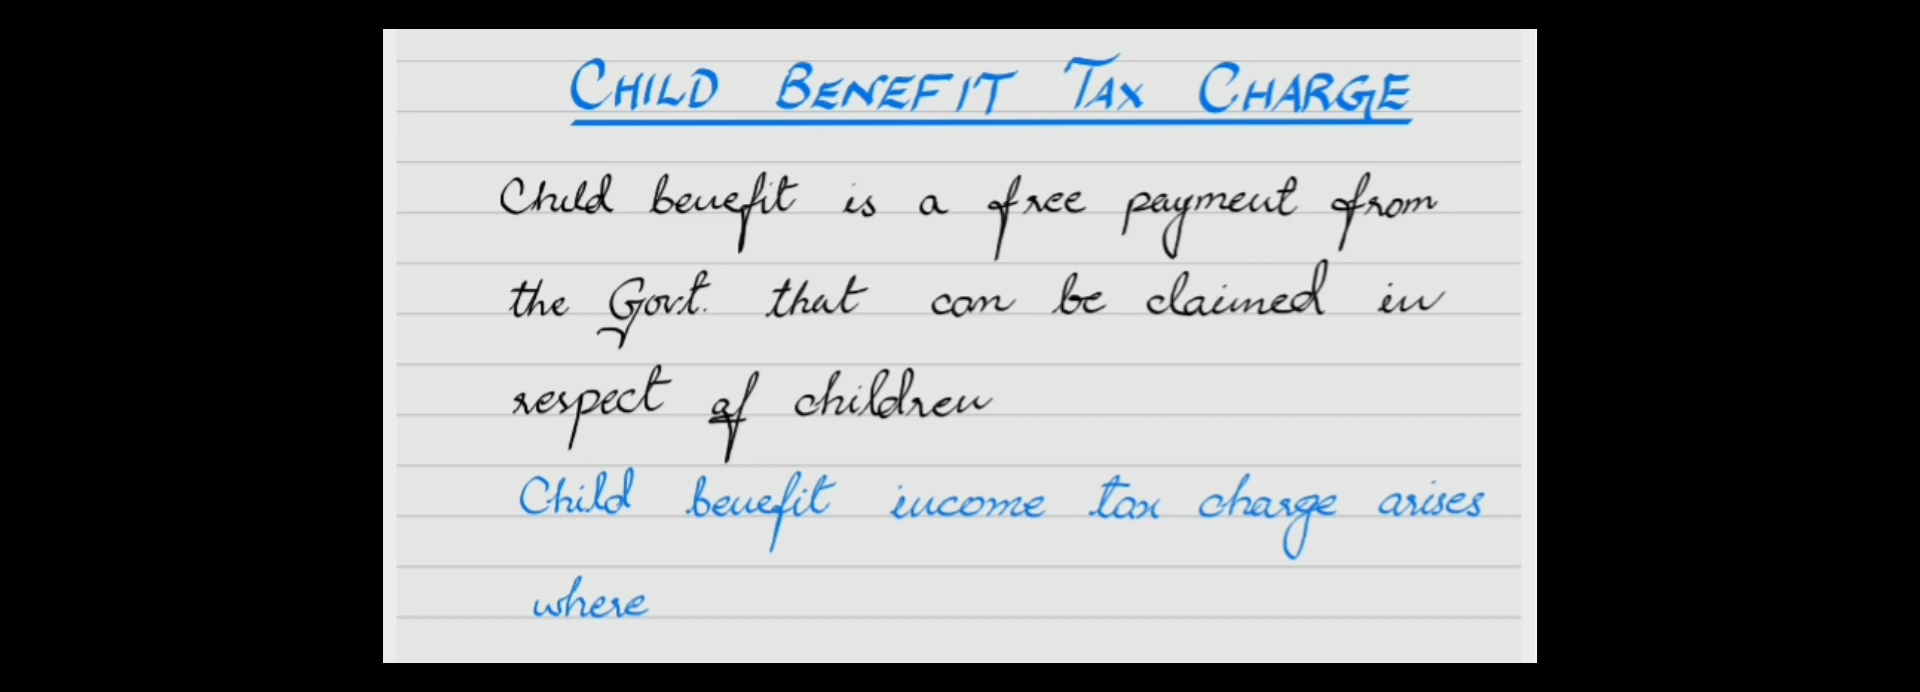 CHILD BENEFIT TAX CHARGE
Child benefit is a free payment from
the Govt. that can be claimed in
respect of children
Child benefit income tax charge arises
where